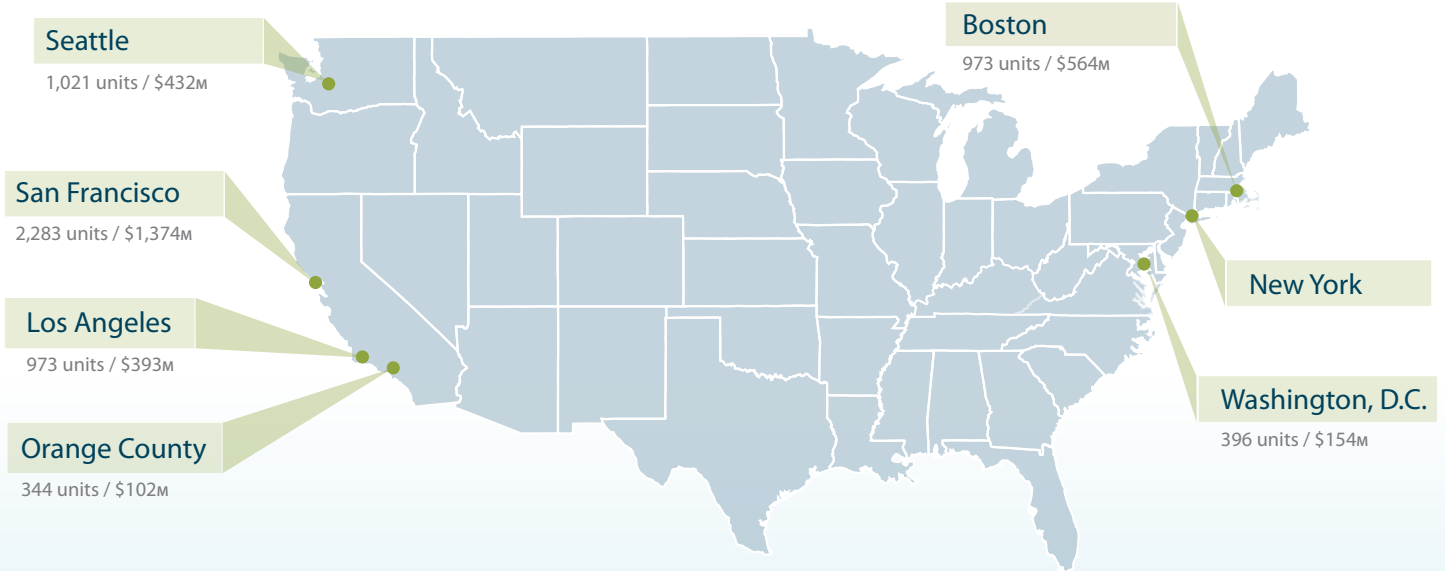 Seattle
1,021 units / $432M
San Francisco
2,283 units / $1,374M
Los Angeles
973 units / $393M
Orange County
344 units / $102M
Boston
973 units / $564M
New York
Washington, D.C.
396 units / $154M